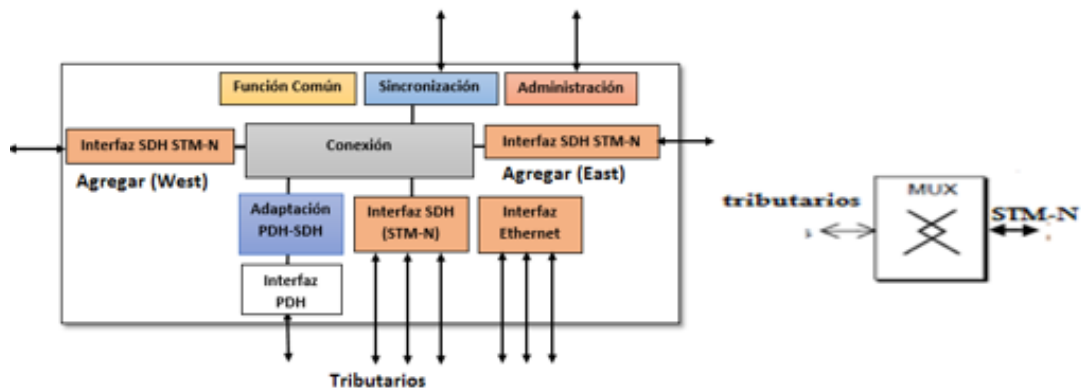 Función Común
Sincronización
Administración
Interfaz SDH STM-N
Conexión
Interfaz SDH STM-N
Agregar (West)
Agregar (East)
Adaptación
PDH-SDH
Interfaz SDH
(STM-N)
Interfaz
Ethernet
Interfaz
PDH
Tributarios
MUX
tributarios
STM-N